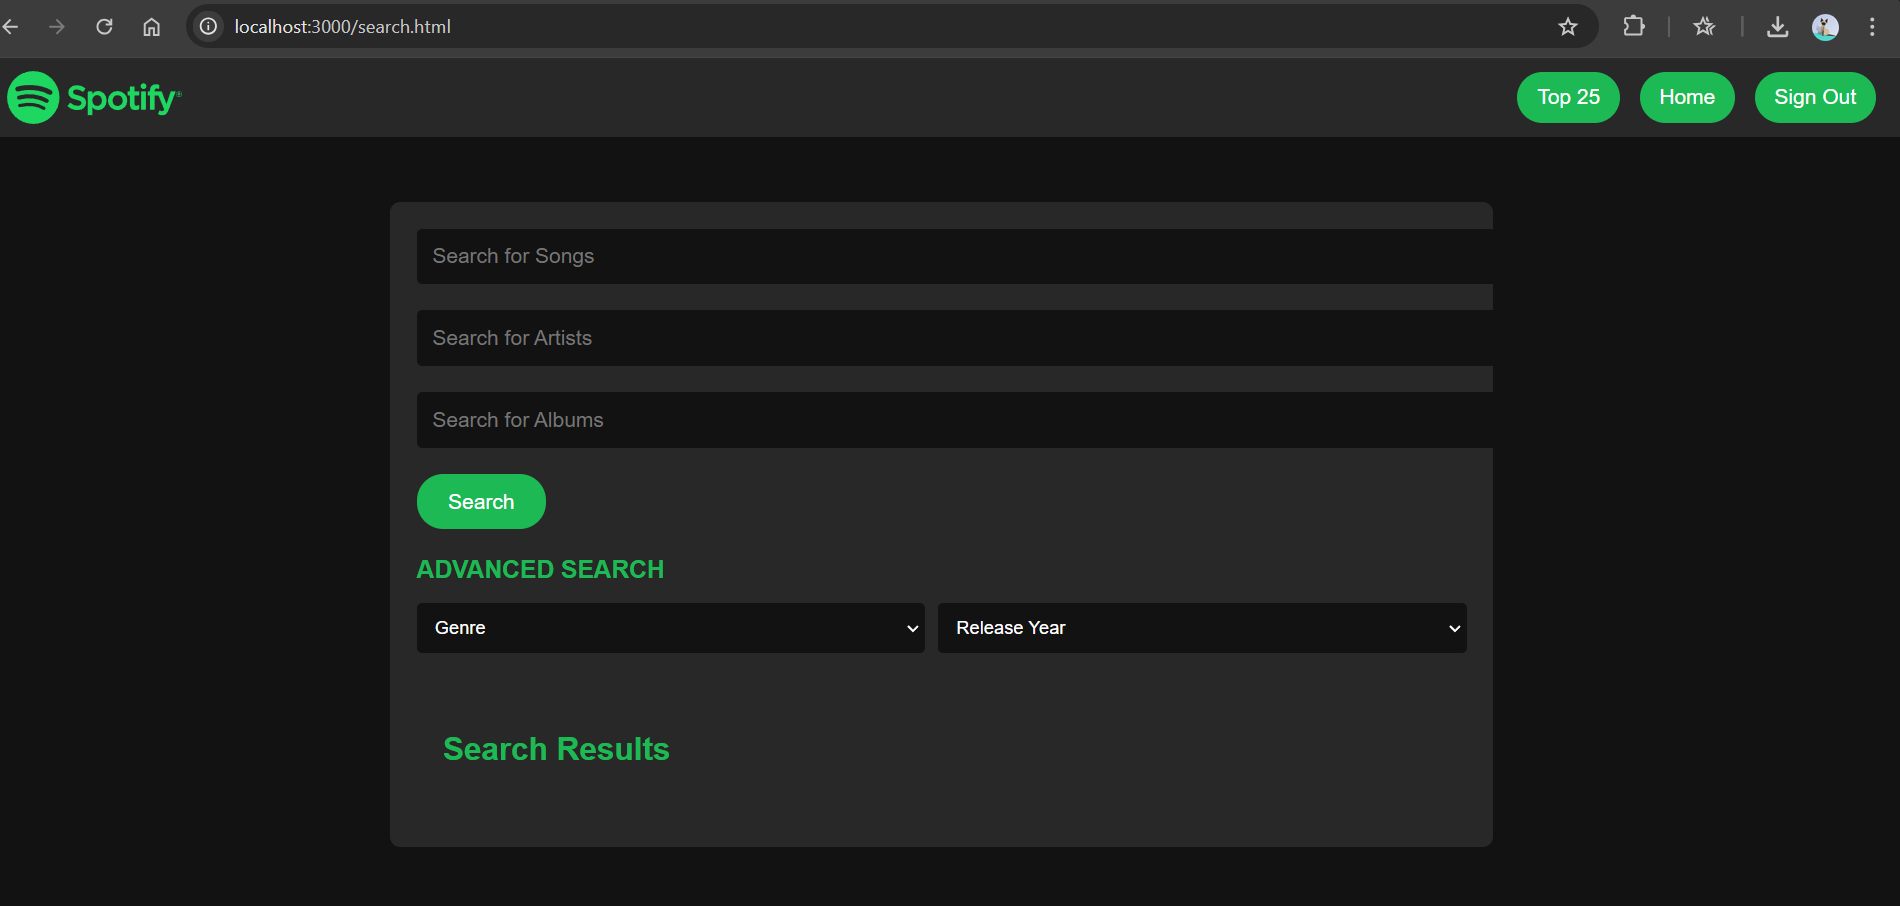 localhost:3000/search.html
Spotify®
Top 25
Home
Sign Out
Search for Songs
Search for Artists
Search for Albums
Search
ADVANCED SEARCH
Genre
Release Year
Search Results